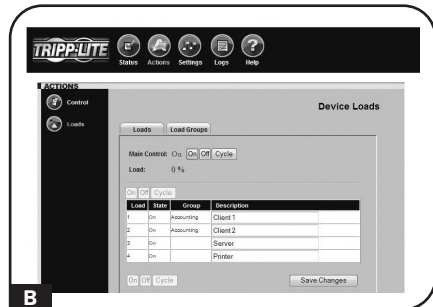 TRIPP·LITE
Status Actions Settings Logs Help
ACTIONS
Control
Loads
Device Loads
Loads Load Groups
Main Control: On On Off Cycle
Load: 0 %
On Off Cycle
Load State Group Description
1 On Accounting Client 1
2 On Accounting Client 2
3 On Server
4 On Printer
On Off Cycle Save Changes
B